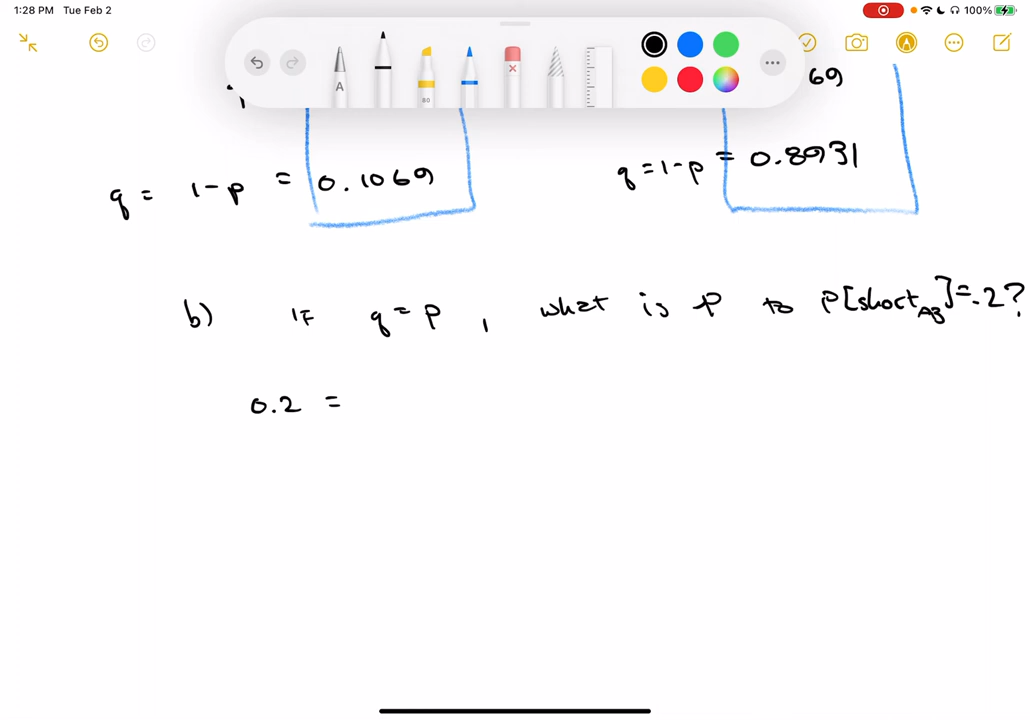 1:28 PM Tue Feb 2
100%
A
80
69
q = 1-p = 0.1069
q = 1-p = 0.8931
b) IF q = p , what is P to P[short_AB] = .2?
0.2 =